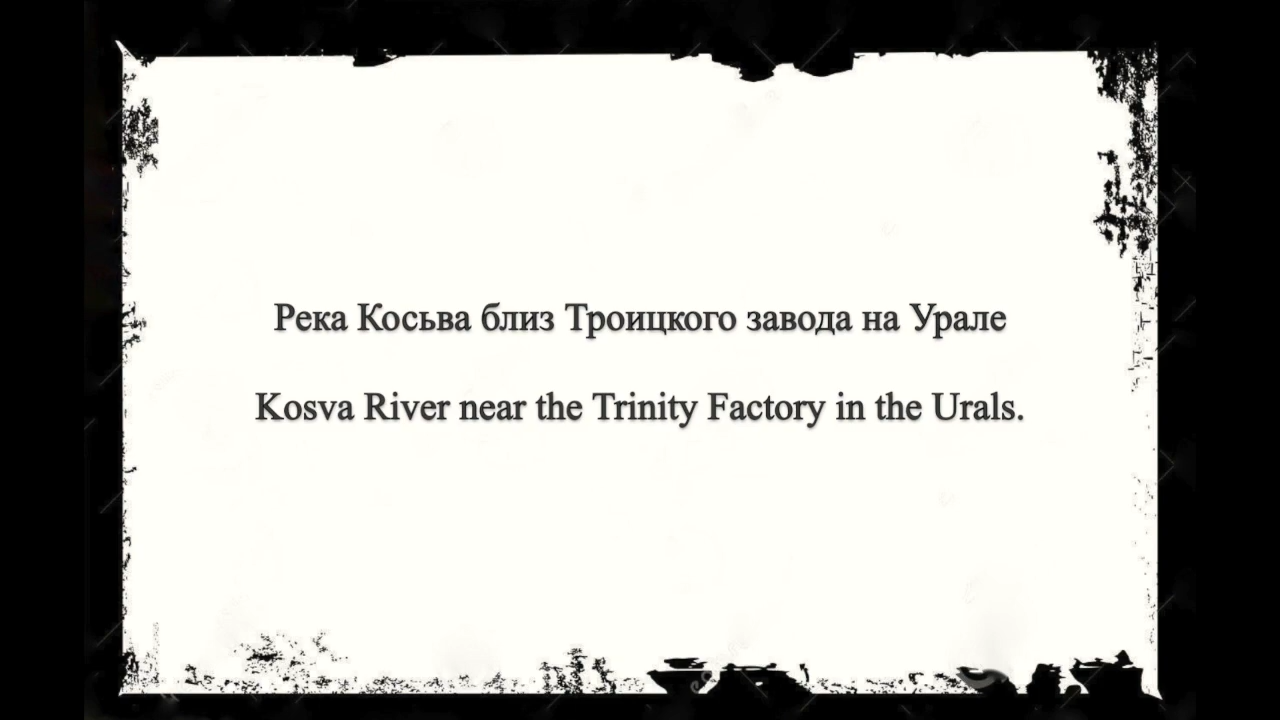 Река Косьва близ Троицкого завода на Урале
Kosva River near the Trinity Factory in the Urals.